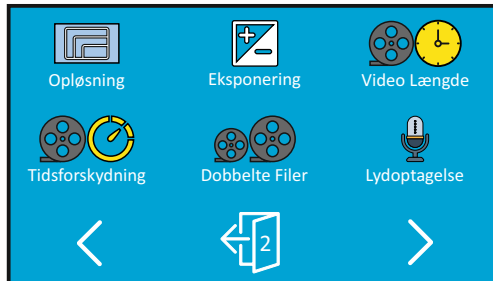 Opløsning
Eksponering
Video Længde
Tidsforskydning
Dobbelte Filer
Lydoptagelse
2